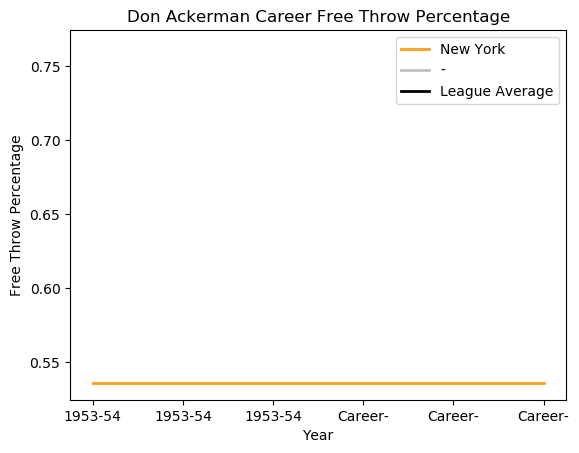 Don Ackerman Career Free Throw Percentage
New York
-
League Average
Free Throw Percentage
0.75
0.70
0.65
0.60
0.55
1953-54 1953-54 1953-54 Career- Career- Career-
Year